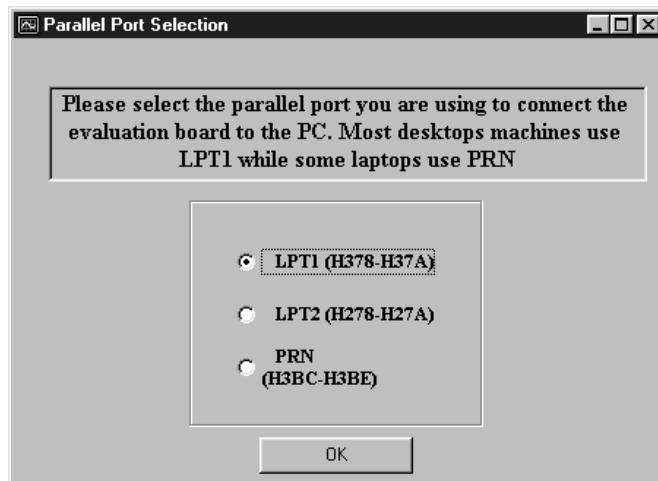 Parallel Port Selection
Please select the parallel port you are using to connect the
evaluation board to the PC. Most desktops machines use
LPT1 while some laptops use PRN
LPT1 (H378-H37A)
LPT2 (H278-H27A)
PRN
(H3BC-H3BE)
OK